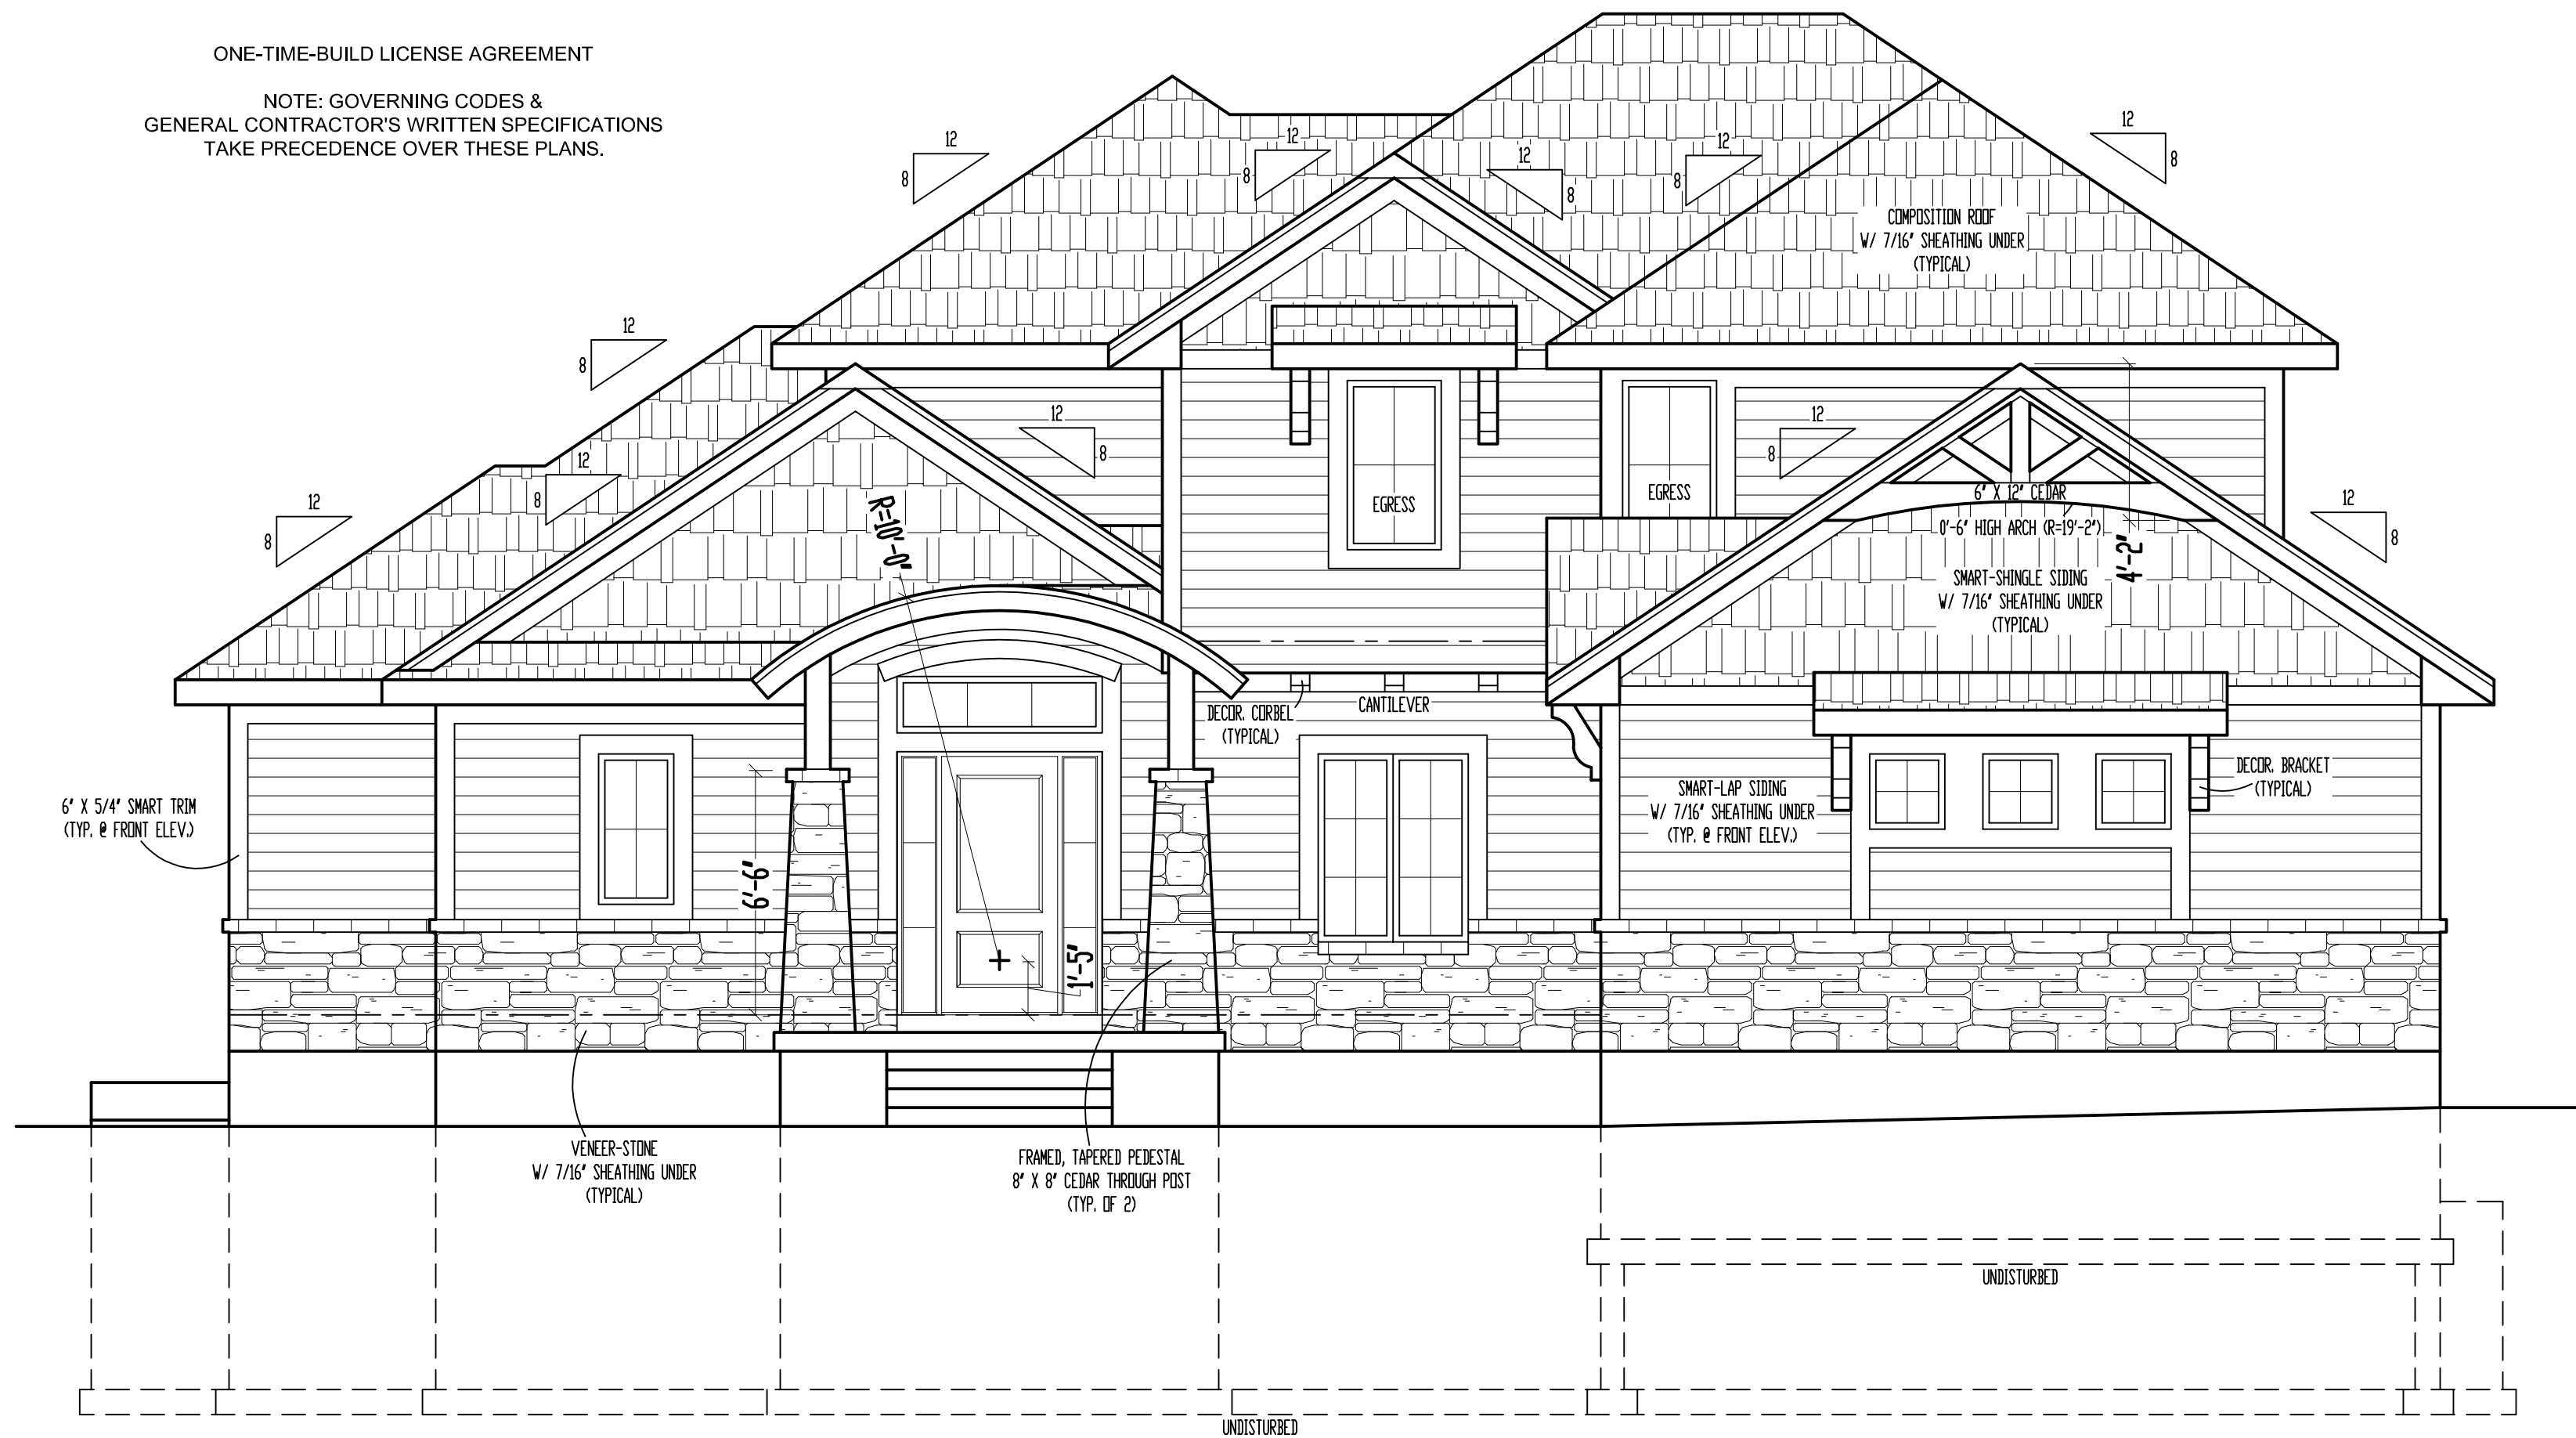 ONE-TIME-BUILD LICENSE AGREEMENT
NOTE: GOVERNING CODES &
GENERAL CONTRACTOR'S WRITTEN SPECIFICATIONS
TAKE PRECEDENCE OVER THESE PLANS.
12
8
12
8
12
8
12
8
12
8
COMPOSITION ROOF
W/ 7/16" SHEATHING UNDER
(TYPICAL)
12
8
12
8
12
8
12
8
12
8
12
8
EGRESS
EGRESS
R=10'-0"
6" X 12" CEDAR
0'-6" HIGH ARCH (R=19'-2")
4'-2"
SMART-SHINGLE SIDING
W/ 7/16" SHEATHING UNDER
(TYPICAL)
DECOR. CORBEL
(TYPICAL)
CANTILEVER
SMART-LAP SIDING
W/ 7/16" SHEATHING UNDER
(TYP. @ FRONT ELEV.)
DECOR. BRACKET
(TYPICAL)
6" X 5/4" SMART TRIM
(TYP. @ FRONT ELEV.)
6'-6"
1'-5"
VENEER-STONE
W/ 7/16" SHEATHING UNDER
(TYPICAL)
FRAMED, TAPERED PEDESTAL
8" X 8" CEDAR THROUGH POST
(TYP. OF 2)
UNDISTURBED
UNDISTURBED